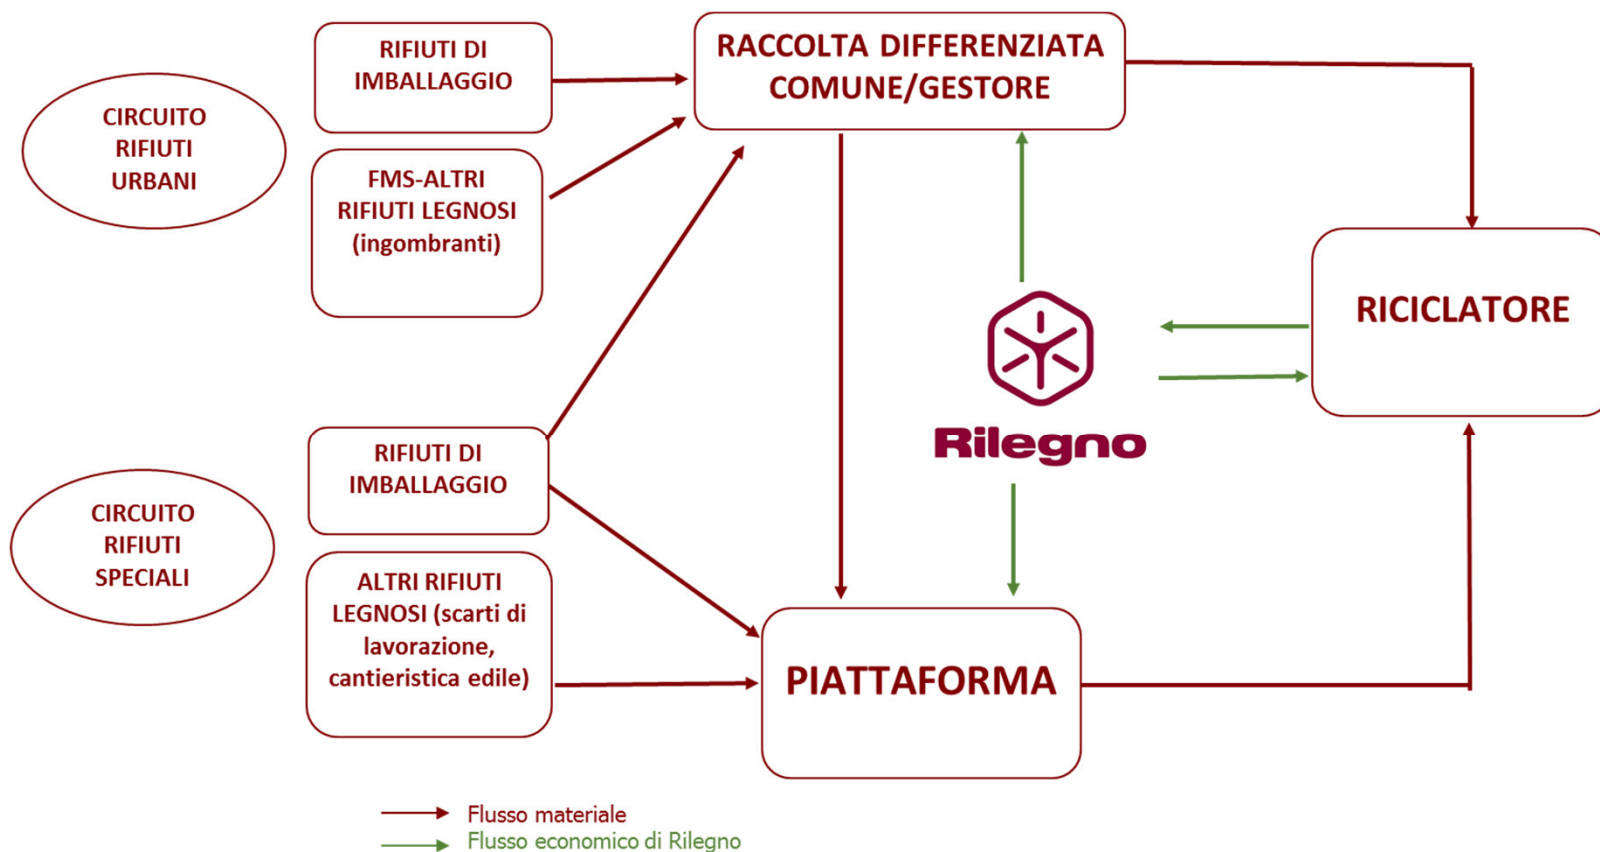 CIRCUITO
RIFIUTI
URBANI
RIFIUTI DI
IMBALLAGGIO
FMS-ALTRI
RIFIUTI LEGNOSI
(ingombranti)
RACCOLTA DIFFERENZIATA
COMUNE/GESTORE
RICICLATORE
Rilegno
CIRCUITO
RIFIUTI
SPECIALI
RIFIUTI DI
IMBALLAGGIO
ALTRI RIFIUTI
LEGNOSI (scarti di
lavorazione,
cantieristica edile)
PIATTAFORMA
Flusso materiale
Flusso economico di Rilegno